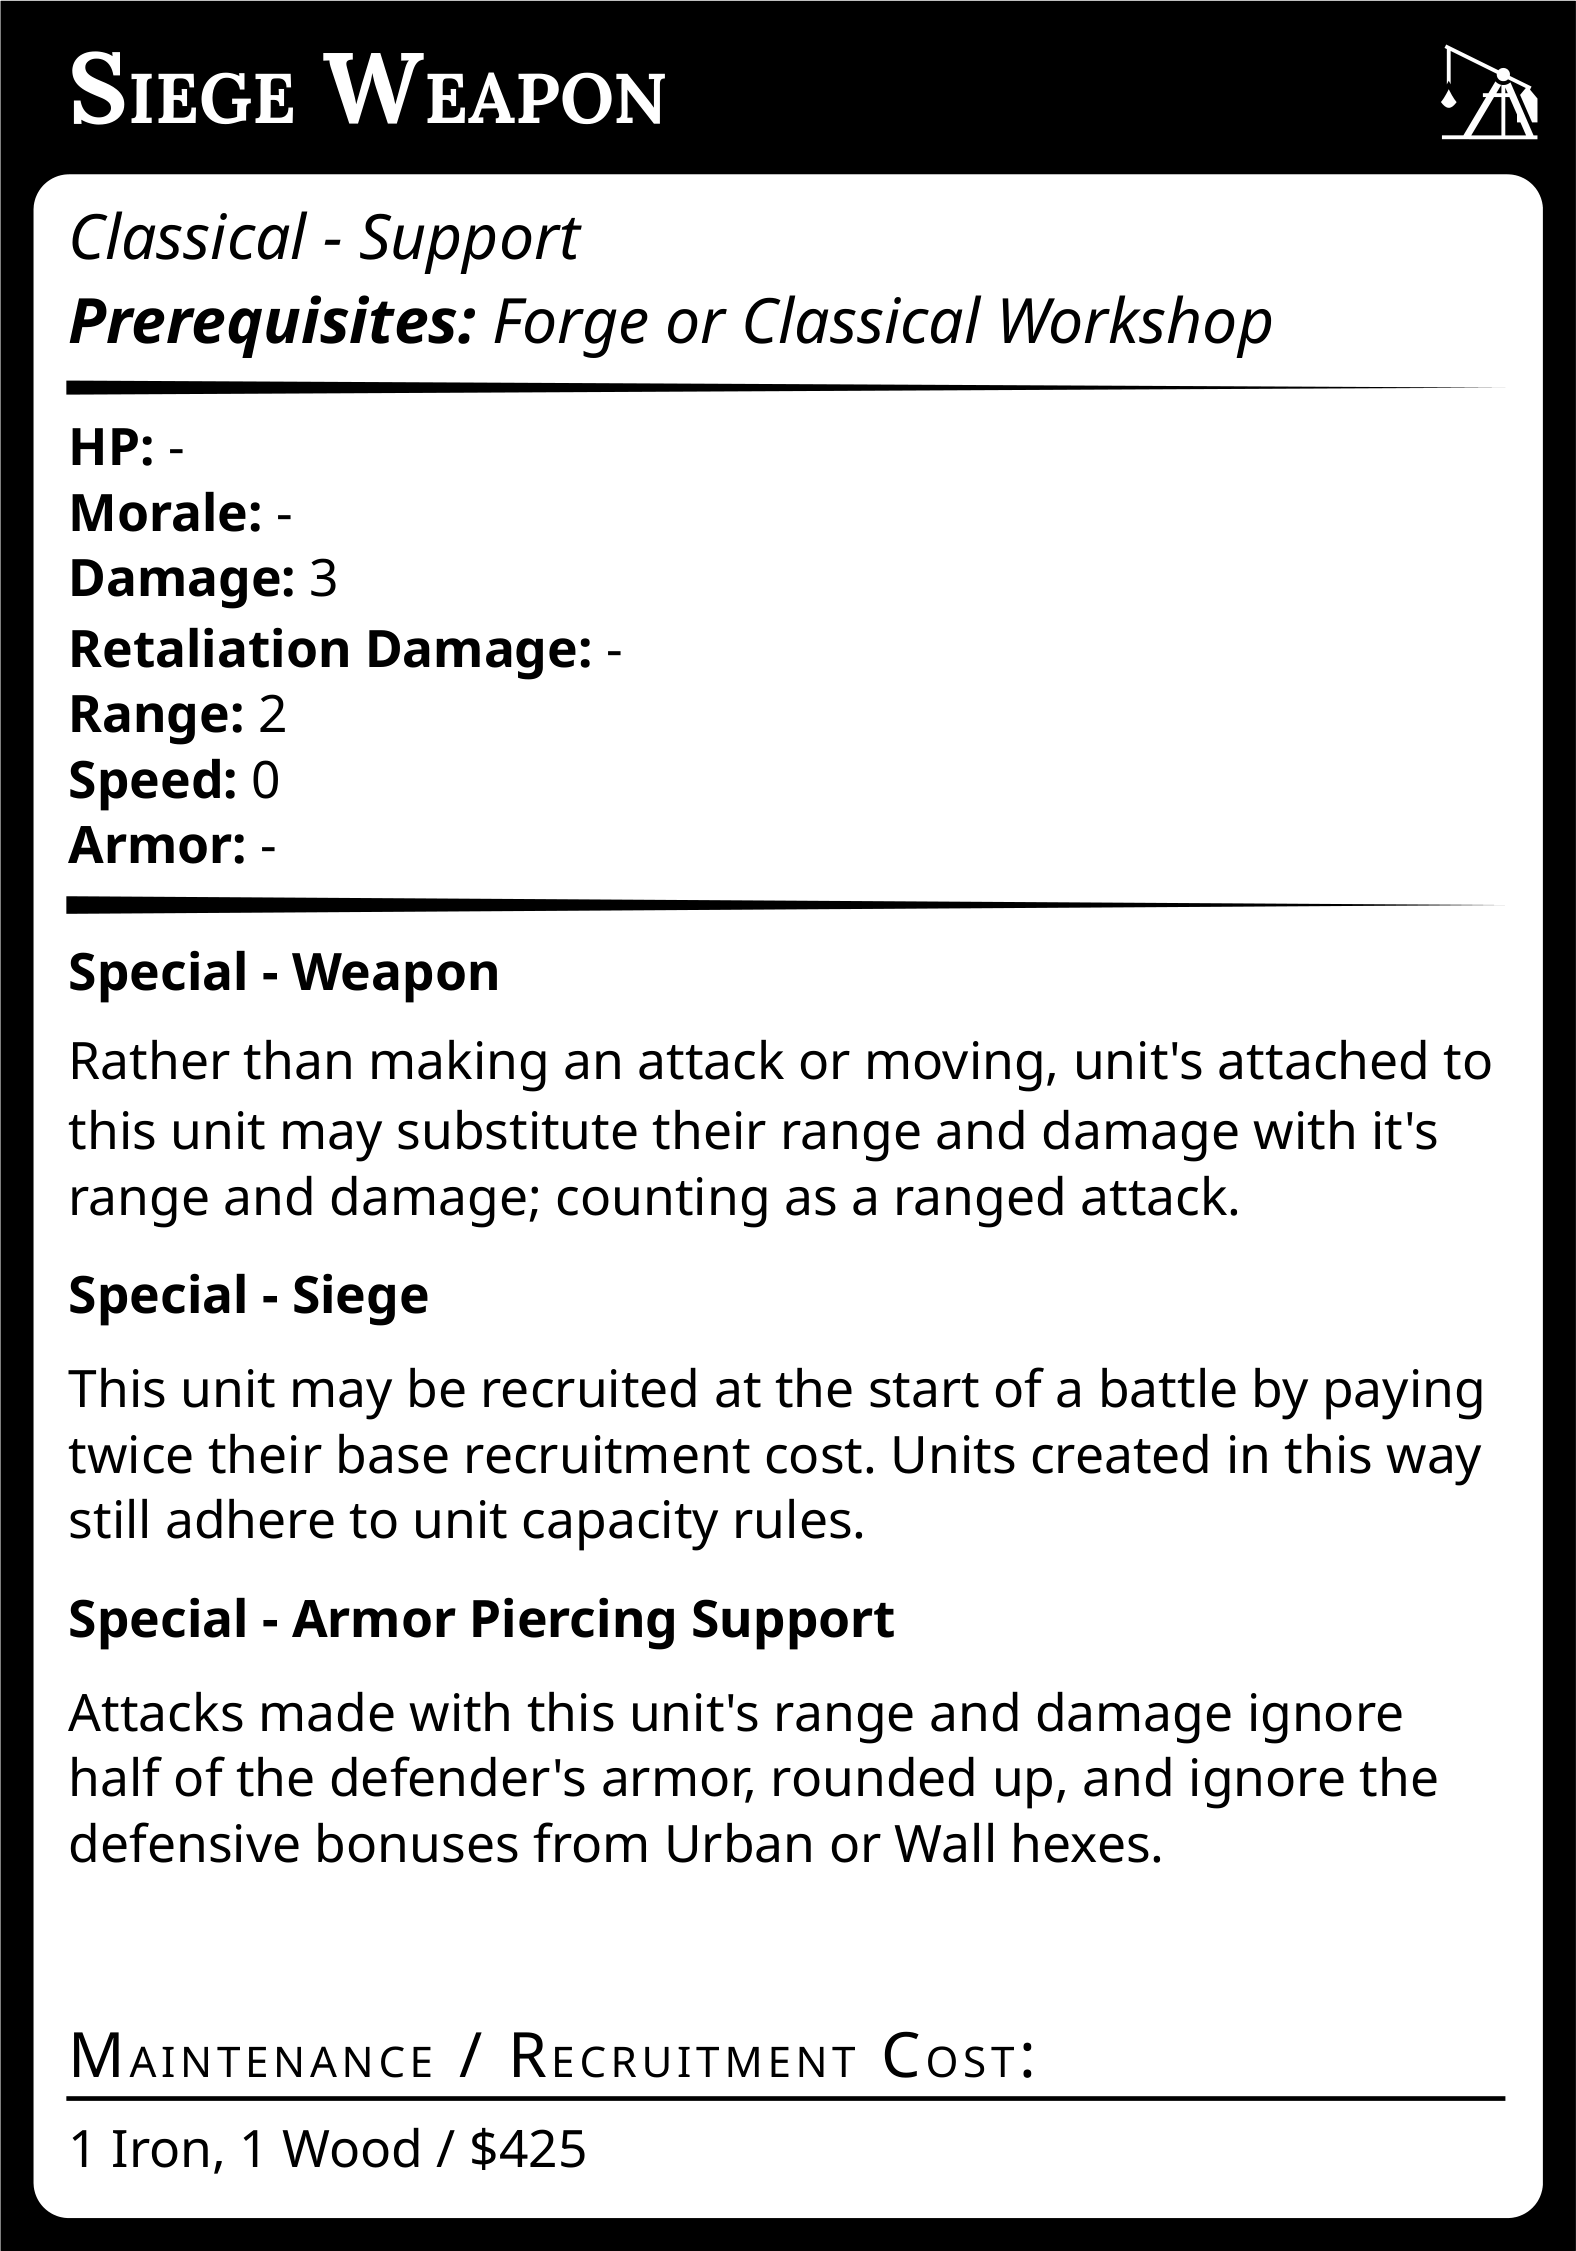 Siege Weapon
Classical - Support
Prerequisites: Forge or Classical Workshop
HP: -
Morale: -
Damage: 3
Retaliation Damage: -
Range: 2
Speed: 0
Armor: -
Special - Weapon
Rather than making an attack or moving, unit's attached to
this unit may substitute their range and damage with it's
range and damage; counting as a ranged attack.
Special - Siege
This unit may be recruited at the start of a battle by paying
twice their base recruitment cost. Units created in this way
still adhere to unit capacity rules.
Special - Armor Piercing Support
Attacks made with this unit's range and damage ignore
half of the defender's armor, rounded up, and ignore the
defensive bonuses from Urban or Wall hexes.
Maintenance / Recruitment Cost:
1 Iron, 1 Wood / $425